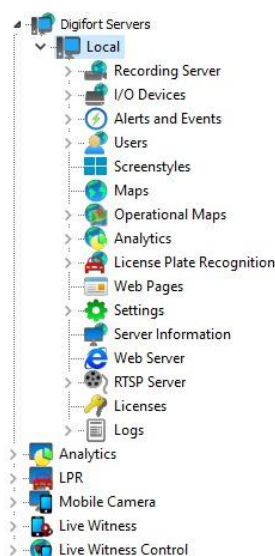 Digifort Servers
Local
Recording Server
I/O Devices
Alerts and Events
Users
Screenstyles
Maps
Operational Maps
Analytics
License Plate Recognition
Web Pages
Settings
Server Information
Web Server
RTSP Server
Licenses
Logs
Analytics
LPR
Mobile Camera
Live Witness
Live Witness Control